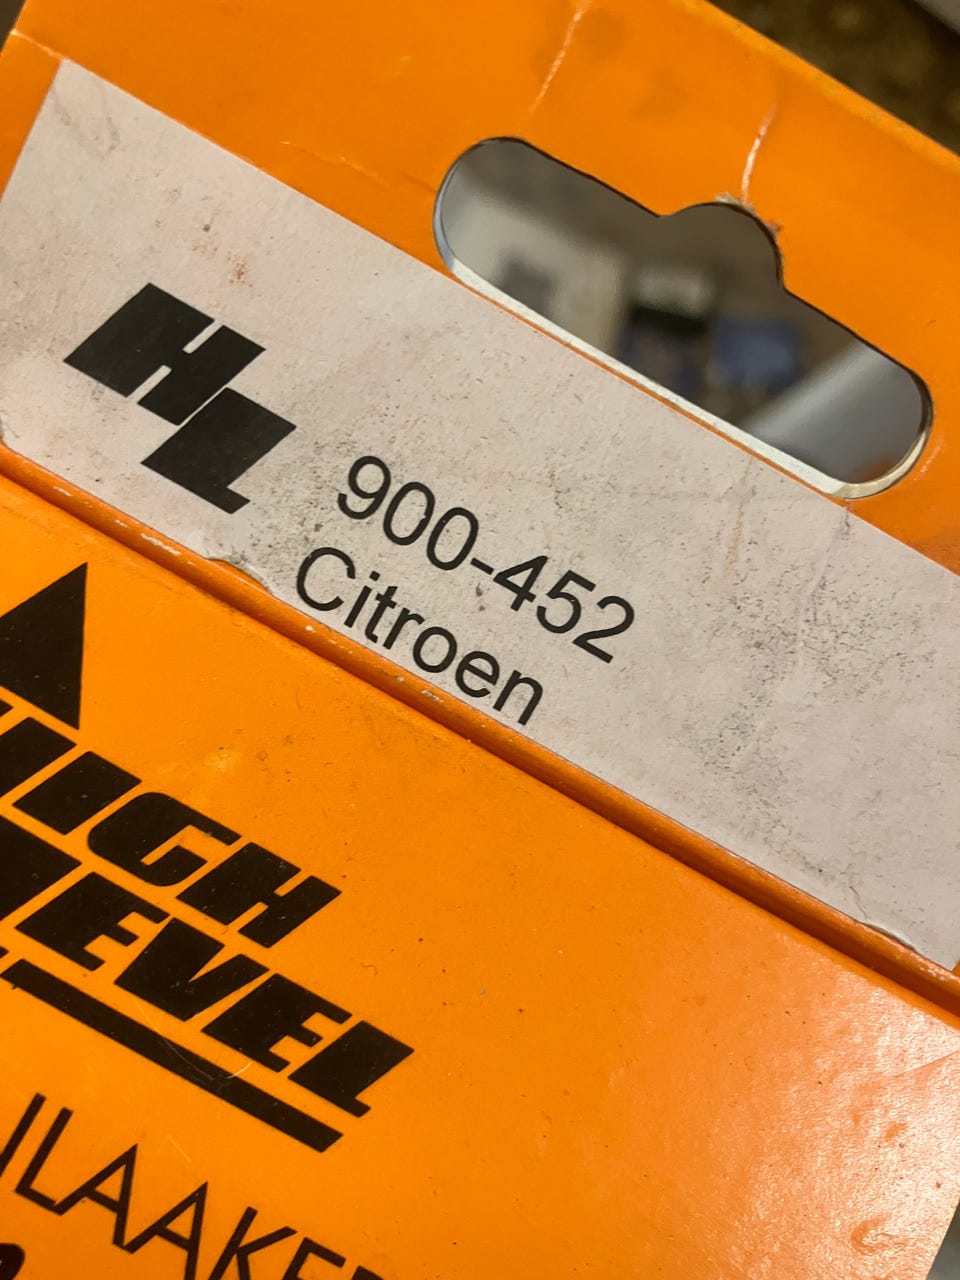 HL
900-452
Citroen
HIGH
LEVEL